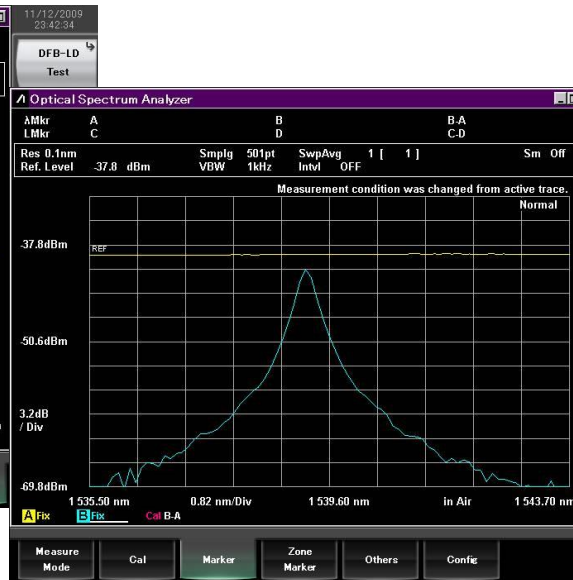 11/12/2009
23:42:34
DFB-LD
Test
Optical Spectrum Analyzer
λMkr A B B-A
LMkr C D C-D
Res 0.1nm Smplg 501pt SwpAvg 1 [ 1 ] Sm Off
Ref. Level -37.8 dBm VBW 1kHz Intvl OFF
Measurement condition was changed from active trace.
Normal
-37.8dBm
REF
-50.6dBm
3.2dB
/ Div
-69.8dBm
1 535.50 nm 0.82 nm/Div 1 539.60 nm in Air 1 543.70 nm
A Fix B Fix Cal B-A
Measure
Mode
Cal
Marker
Zone
Marker
Others
Config